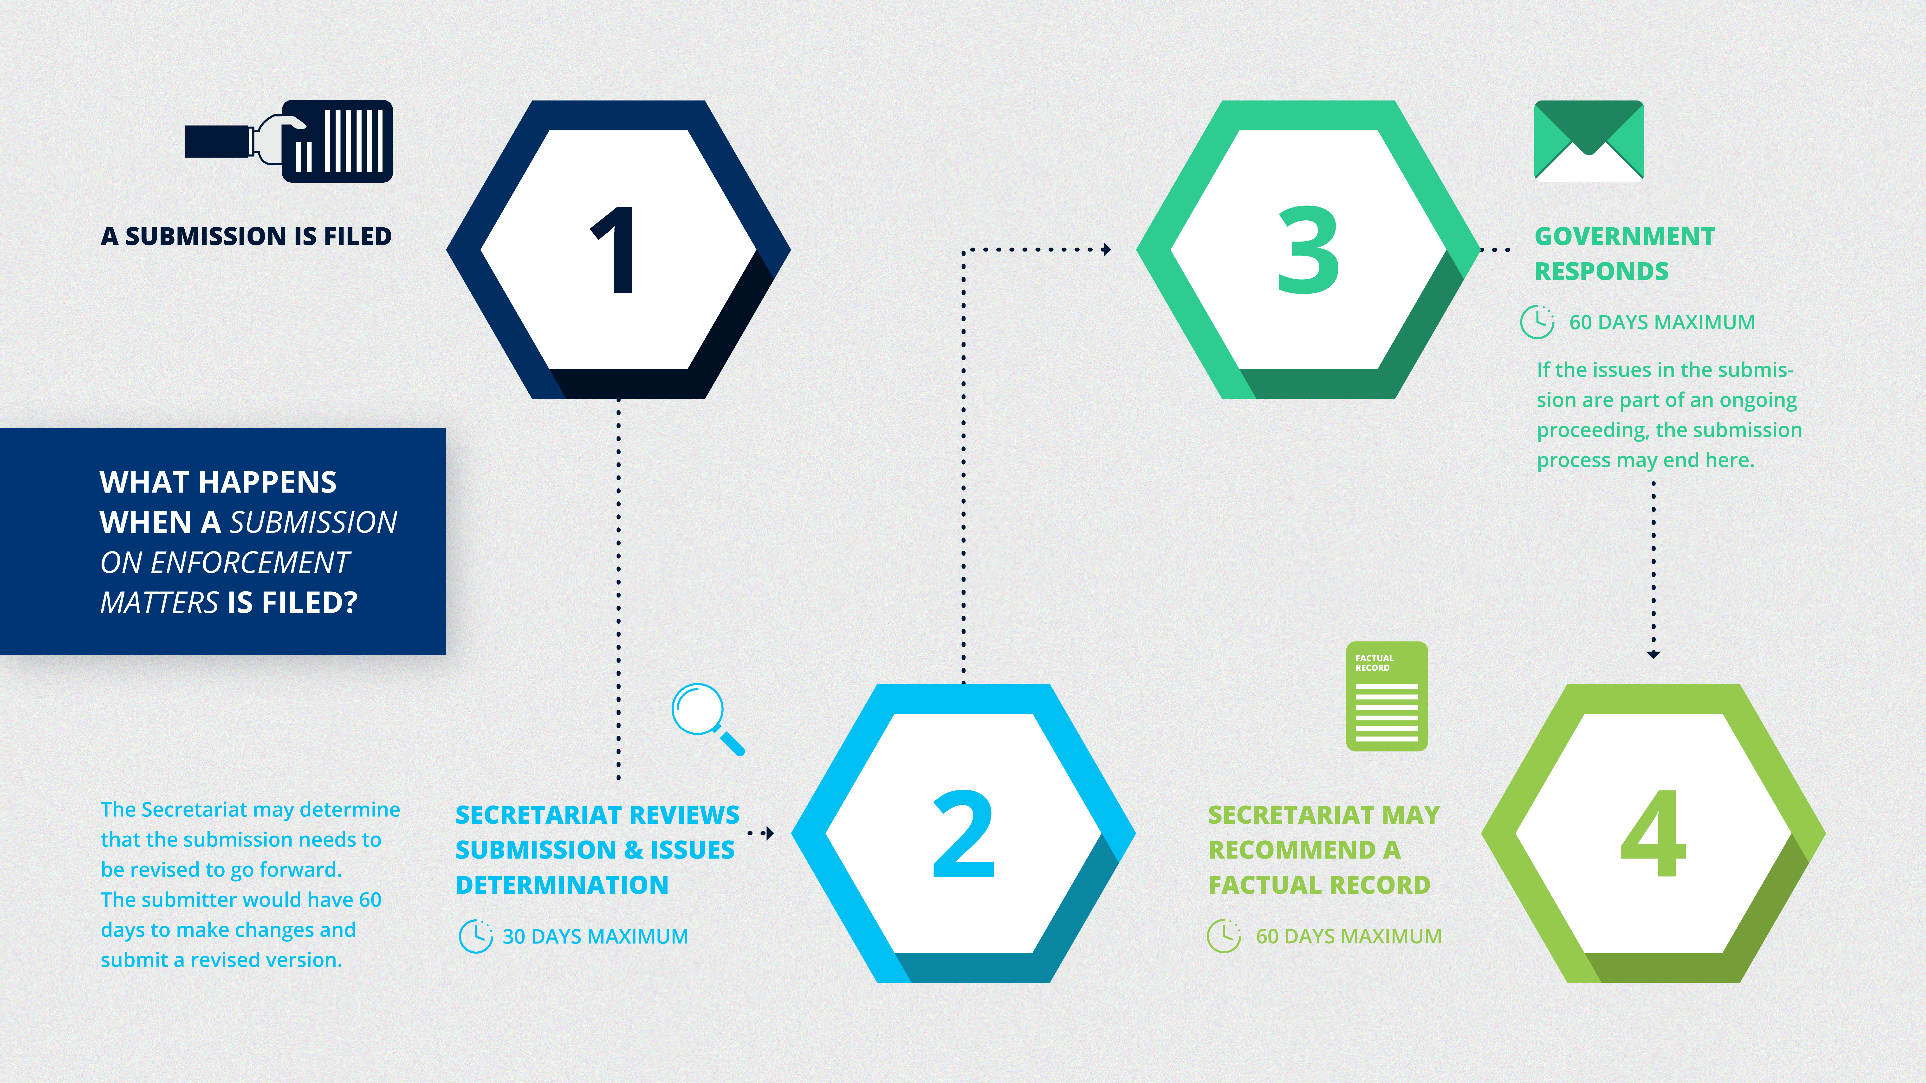 A SUBMISSION IS FILED
1
WHAT HAPPENS
WHEN A SUBMISSION
ON ENFORCEMENT
MATTERS IS FILED?
The Secretariat may determine
that the submission needs to
be revised to go forward.
The submitter would have 60
days to make changes and
submit a revised version.
SECRETARIAT REVIEWS
SUBMISSION & ISSUES
DETERMINATION
30 DAYS MAXIMUM
2
3
GOVERNMENT
RESPONDS
60 DAYS MAXIMUM
If the issues in the submis-
sion are part of an ongoing
proceeding, the submission
process may end here.
FACTUAL
RECORD
SECRETARIAT MAY
RECOMMEND A
FACTUAL RECORD
60 DAYS MAXIMUM
4